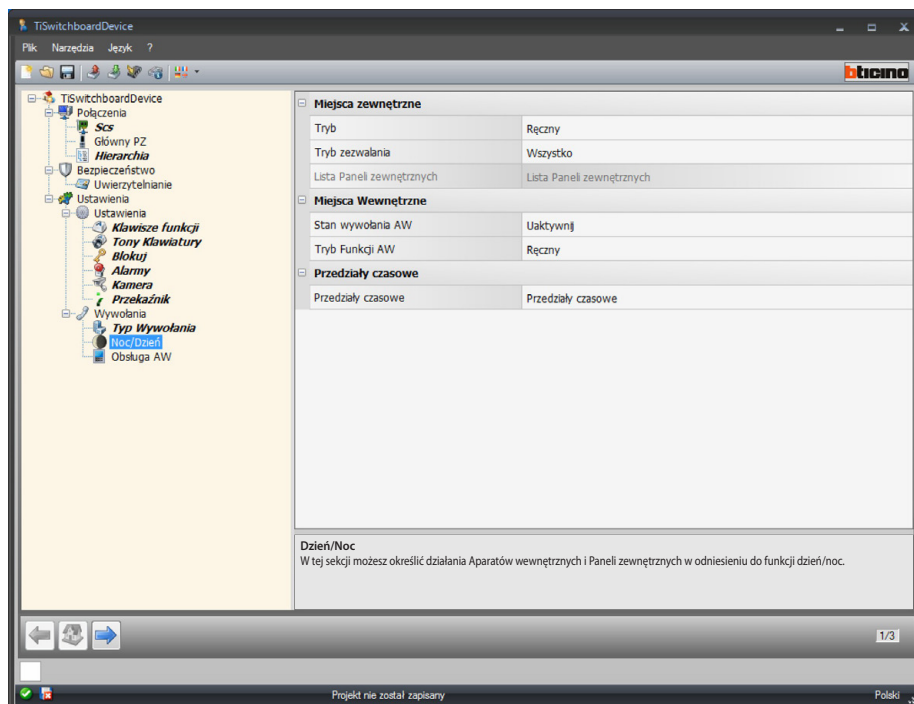 TiSwitchboardDevice
Plik Narzędzia Język ?
bticino
TiSwitchboardDevice
Połączenia
Scs
Główny PZ
Hierarchia
Bezpieczeństwo
Uwierzytelnianie
Ustawienia
Ustawienia
Klawisze funkcji
Tony Klawiatury
Blokuj
Alarmy
Kamera
Przekaźnik
Wywołania
Typ Wywołania
Noc/Dzień
Obsługa AW
Miejsca zewnętrzne
Tryb Ręczny
Tryb zezwalania Wszystko
Lista Paneli zewnętrznych Lista Paneli zewnętrznych
Miejsca Wewnętrzne
Stan wywołania AW Uaktywnij
Tryb Funkcji AW Ręczny
Przedziały czasowe
Przedziały czasowe Przedziały czasowe
Dzień/Noc
W tej sekcji możesz określić działania Aparatów wewnętrznych i Paneli zewnętrznych w odniesieniu do funkcji dzień/noc.
1/3
Projekt nie został zapisany Polski